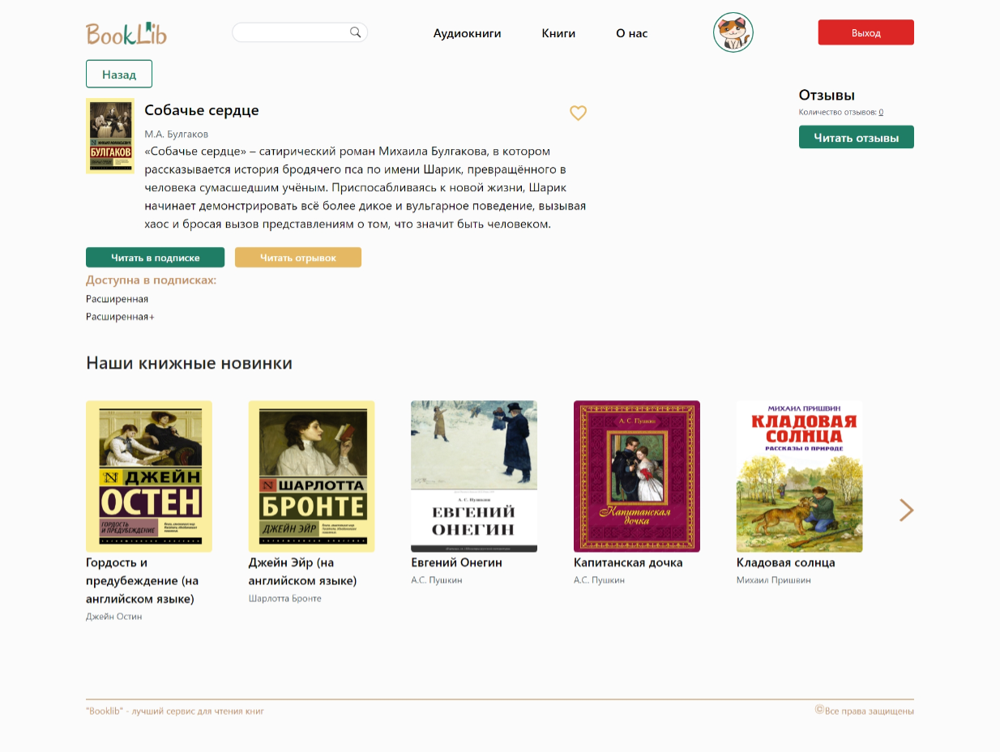 BookLib
Аудиокниги
Книги
О нас
Выход
Назад
Собачье сердце
М.А. Булгаков
«Собачье сердце» – сатирический роман Михаила Булгакова, в котором
рассказывается история бродячего пса по имени Шарик, превращённого в
человека сумасшедшим учёным. Приспосабливаясь к новой жизни, Шарик
начинает демонстрировать всё более дикое и вульгарное поведение, вызывая
хаос и бросая вызов представлениям о том, что значит быть человеком.
БУЛГАКОВ
Отзывы
Количество отзывов: 0
Читать отзывы
Читать в подписке
Читать отрывок
Доступна в подписках:
Расширенная
Расширенная+
Наши книжные новинки
N ДЖЕЙН
ОСТЕН
ГОРДОСТЬ
И ПРЕДУБЕЖДЕНИЕ
Гордость и
предубеждение (на
английском языке)
Джейн Остин
N ШАРЛОТТА
БРОНТЕ
ДЖЕЙН ЭЙР
Джейн Эйр (на
английском языке)
Шарлотта Бронте
А. С. Пушкин
ЕВГЕНИЙ
ОНЕГИН
Евгений Онегин
А.С. Пушкин
А. С. Пушкин
Капитанская
дочка
Капитанская дочка
А.С. Пушкин
МИХАИЛ ПРИШВИН
КЛАДОВАЯ
СОЛНЦА
РАССКАЗЫ О ПРИРОДЕ
Кладовая солнца
Михаил Пришвин
"Booklib" - лучший сервис для чтения книг
©Все права защищены